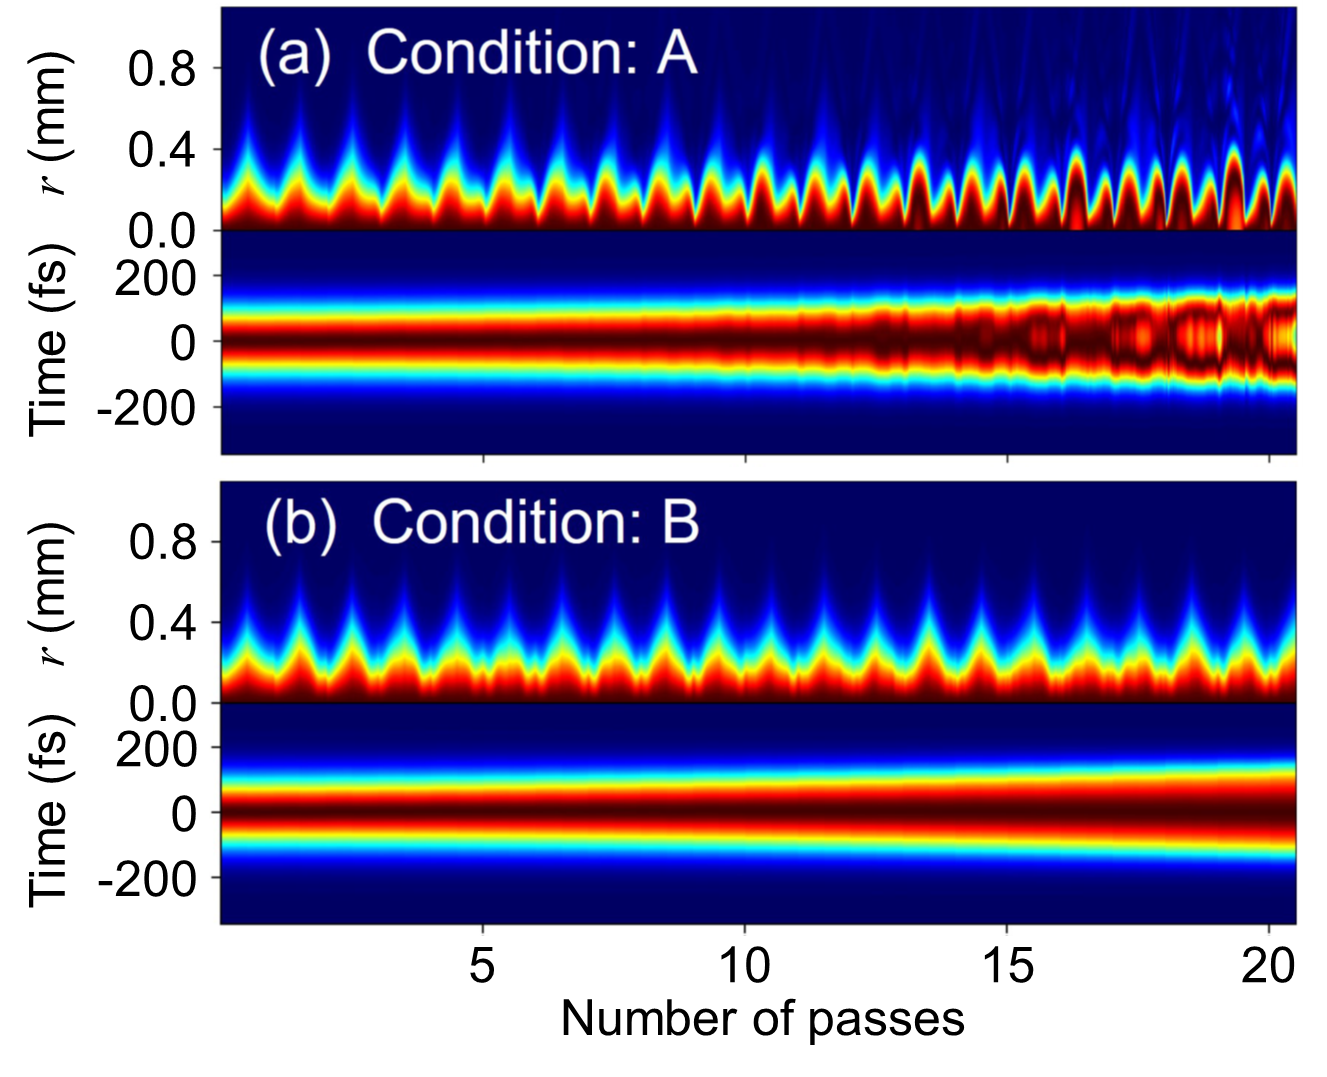 (a) Condition: A
r (mm)
0.8
0.4
0.0
Time (fs)
200
0
-200
(b) Condition: B
r (mm)
0.8
0.4
0.0
Time (fs)
200
0
-200
5 10 15 20
Number of passes